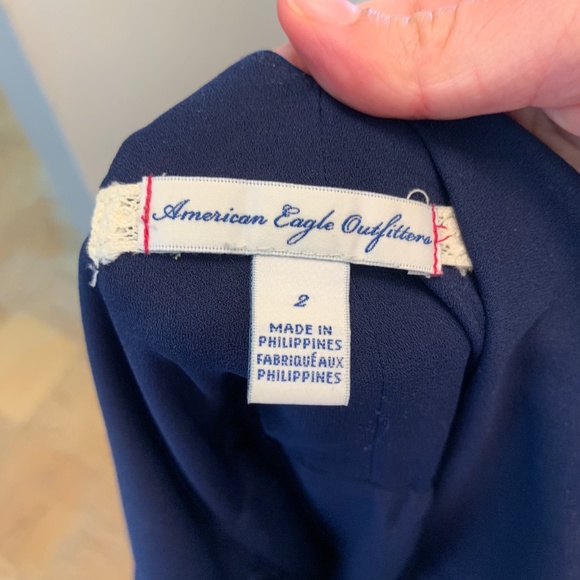 American Eagle Outfitters
2
MADE IN
PHILIPPINES
FABRIQUÉ AUX
PHILIPPINES